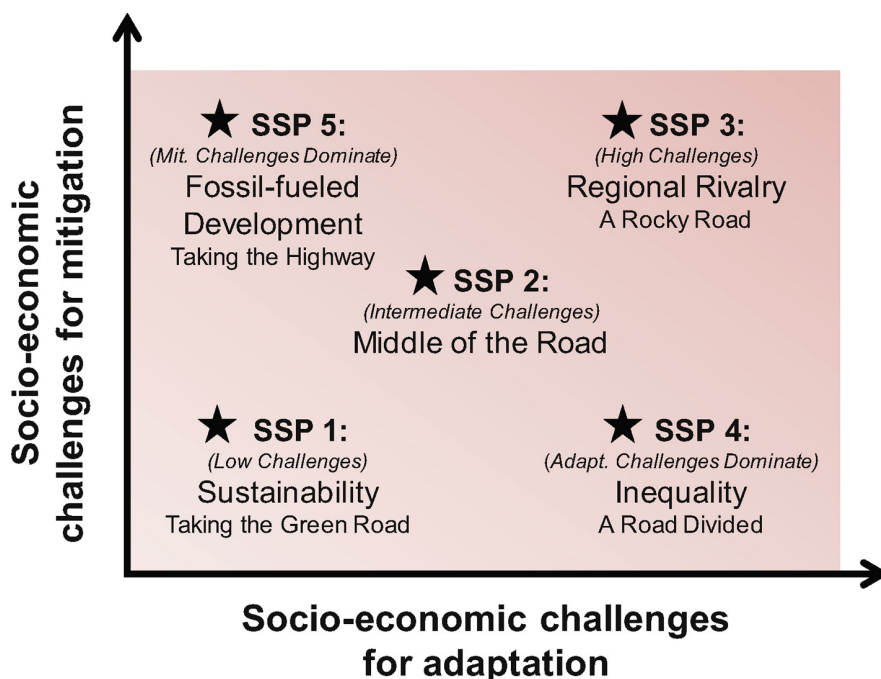 Socio-economic
challenges for mitigation
SSP 5:
(Mit. Challenges Dominate)
Fossil-fueled
Development
Taking the Highway
SSP 3:
(High Challenges)
Regional Rivalry
A Rocky Road
SSP 2:
(Intermediate Challenges)
Middle of the Road
SSP 1:
(Low Challenges)
Sustainability
Taking the Green Road
SSP 4:
(Adapt. Challenges Dominate)
Inequality
A Road Divided
Socio-economic challenges
for adaptation